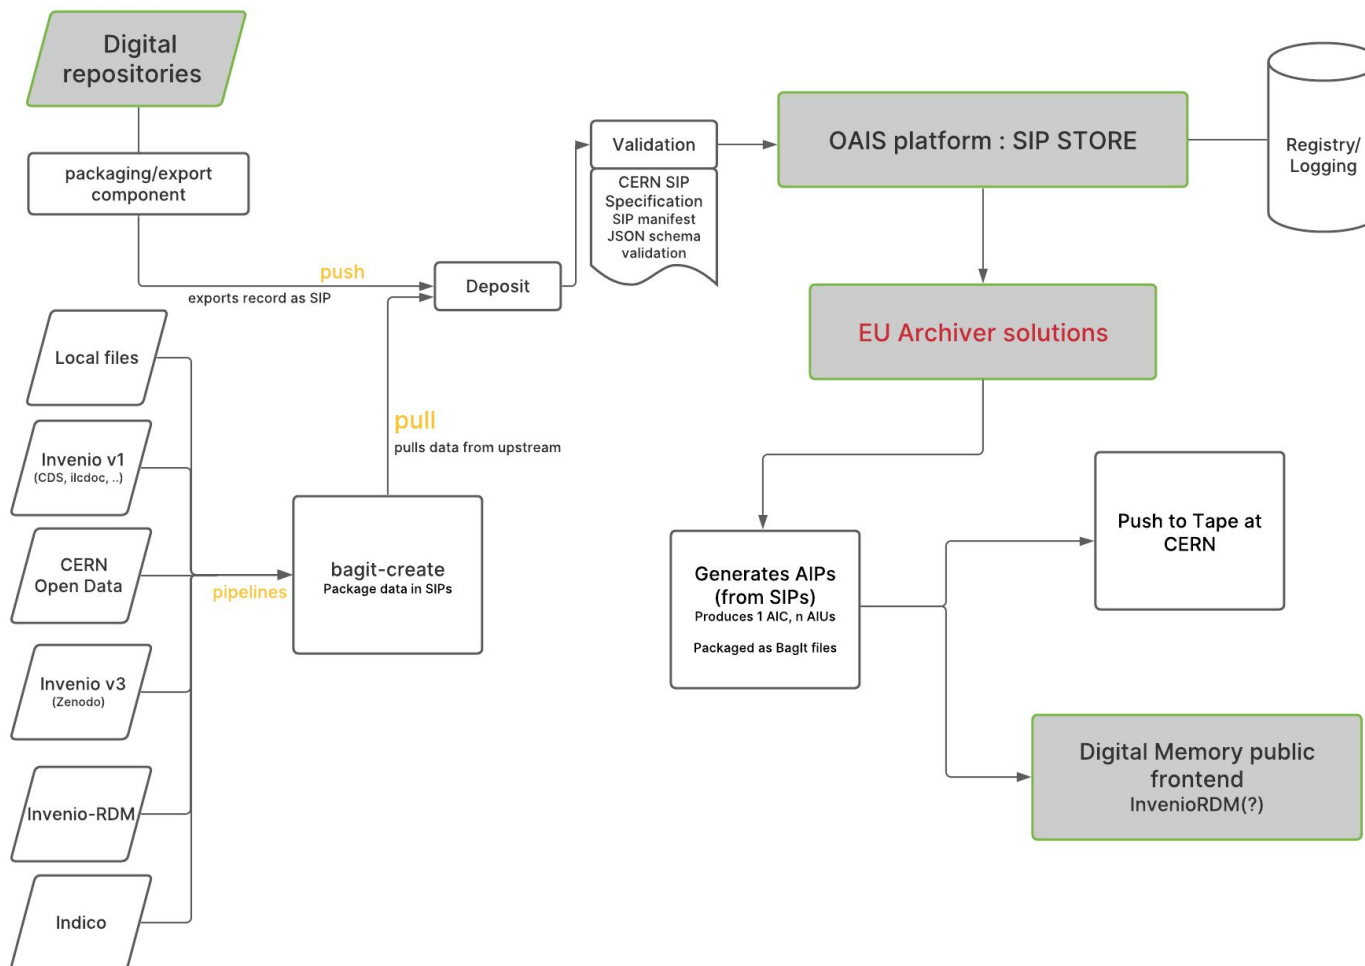 Digital
repositories
packaging/export
component
push
exports record as SIP
Deposit
Validation
CERN SIP
Specification
SIP manifest
JSON schema
validation
OAIS platform : SIP STORE
Registry/
Logging
EU Archiver solutions
Local files
Invenio v1
(CDS, ilcdoc, ..)
CERN
Open Data
Invenio v3
(Zenodo)
Invenio-RDM
Indico
pipelines
pull
pulls data from upstream
bagit-create
Package data in SIPs
Generates AIPs
(from SIPs)
Produces 1 AIC, n AIUs
Packaged as BagIt files
Push to Tape at
CERN
Digital Memory public
frontend
InvenioRDM(?)